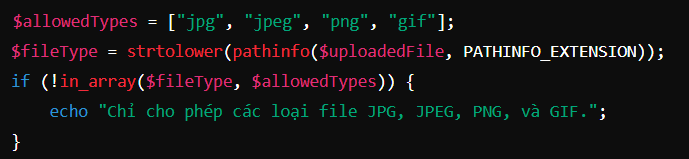 $allowedTypes = ["jpg", "jpeg", "png", "gif"];
$fileType = strtolower(pathinfo($uploadedFile, PATHINFO_EXTENSION));
if (!in_array($fileType, $allowedTypes)) {
    echo "Chỉ cho phép các loại file JPG, JPEG, PNG, và GIF.";
}